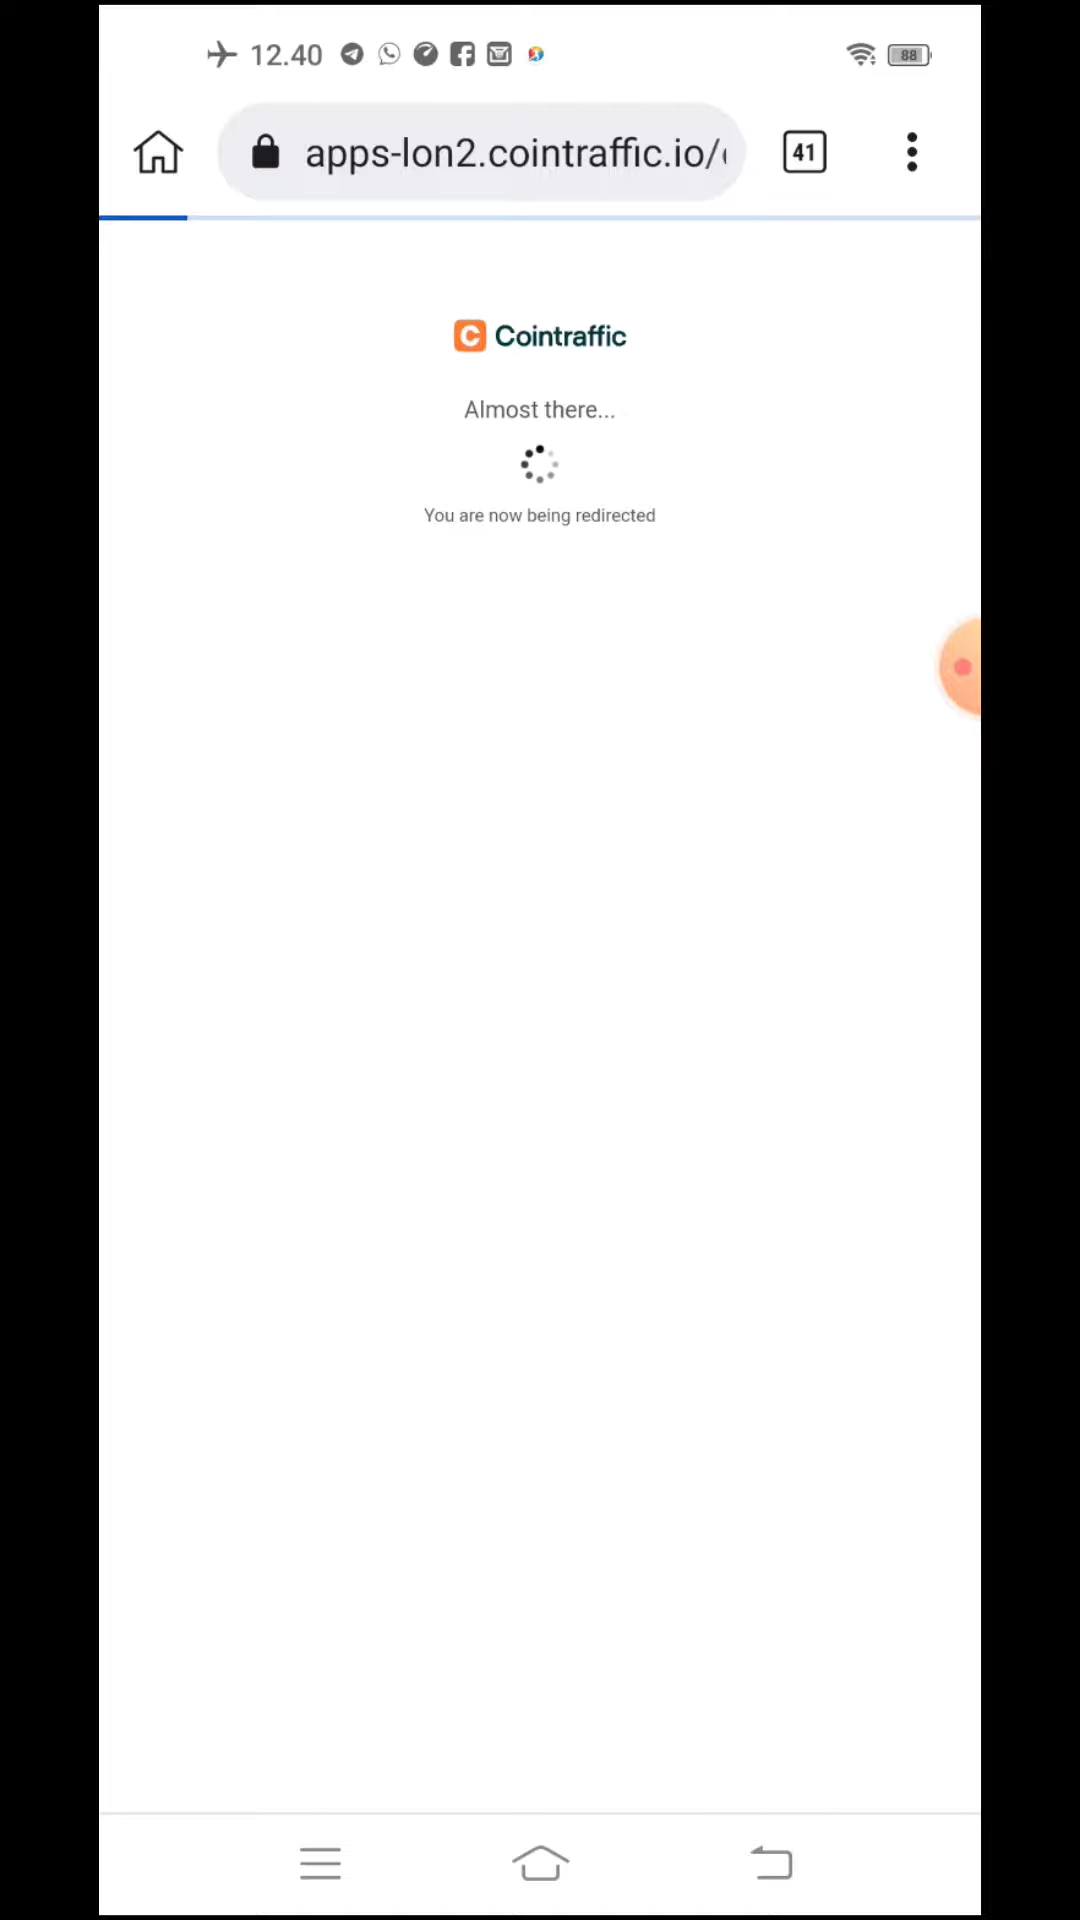 12.40
88
apps-lon2.cointraffic.io/
41
Cointraffic
Almost there...
You are now being redirected